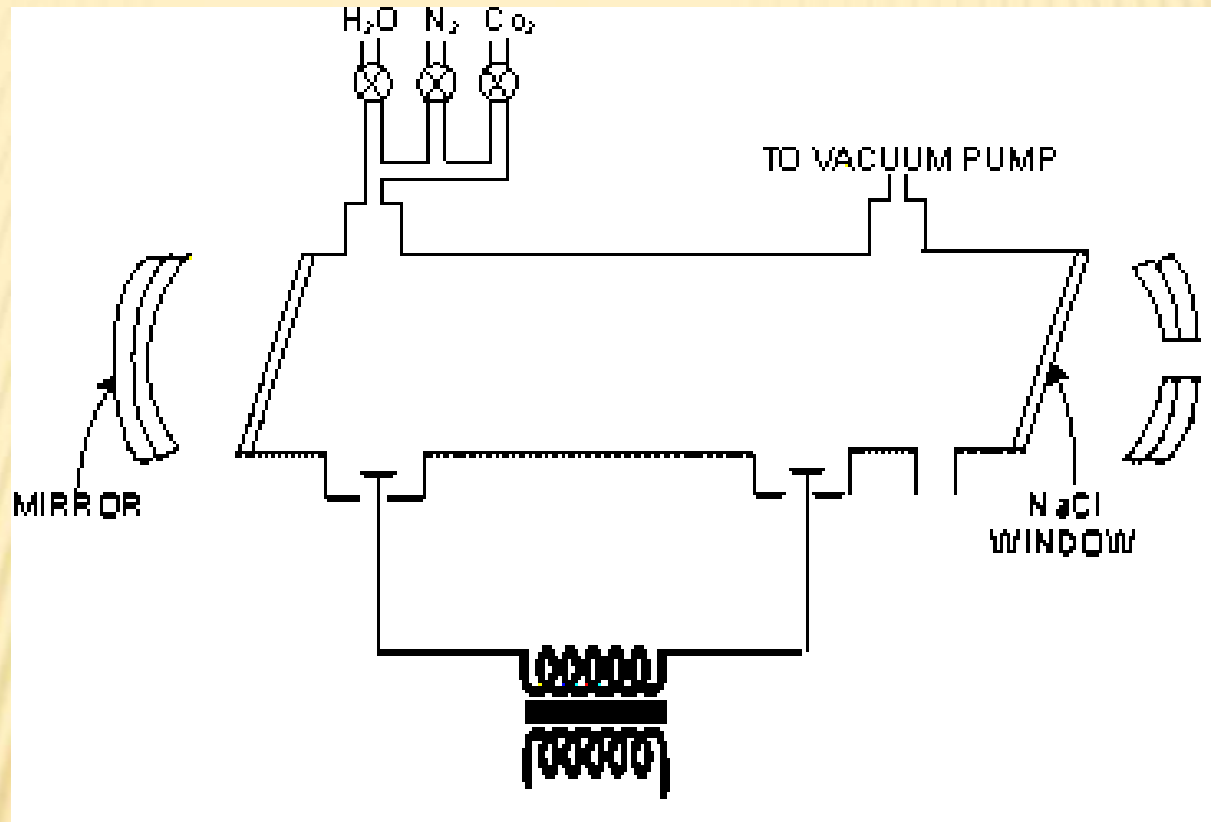 H₂O N₂ Co₂
TO VACUUM PUMP
MIRROR
NaCl
WINDOW